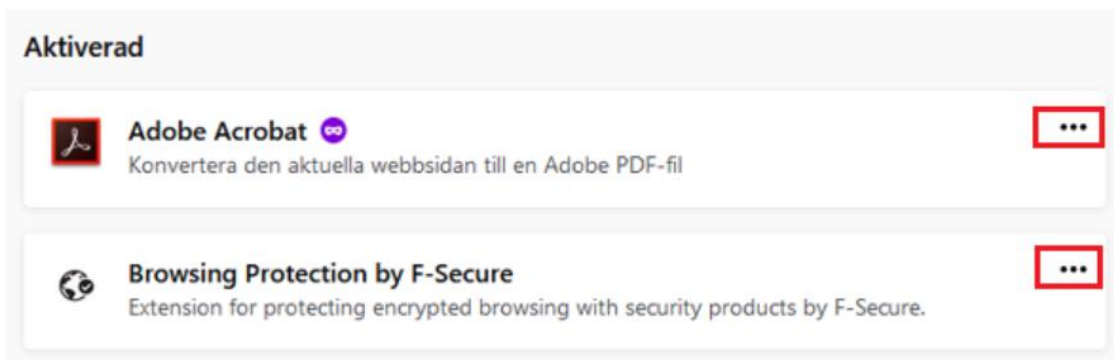 Aktiverad
Adobe Acrobat
Konvertera den aktuella webbsidan till en Adobe PDF-fil
Browsing Protection by F-Secure
Extension for protecting encrypted browsing with security products by F-Secure.